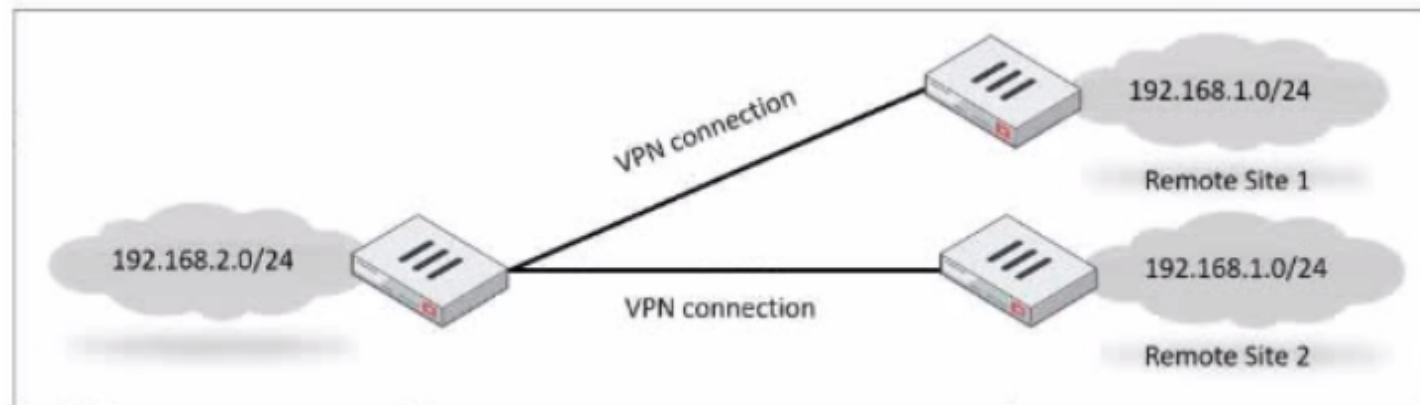 VPN connection
192.168.1.0/24
Remote Site 1
192.168.2.0/24
VPN connection
192.168.1.0/24
Remote Site 2